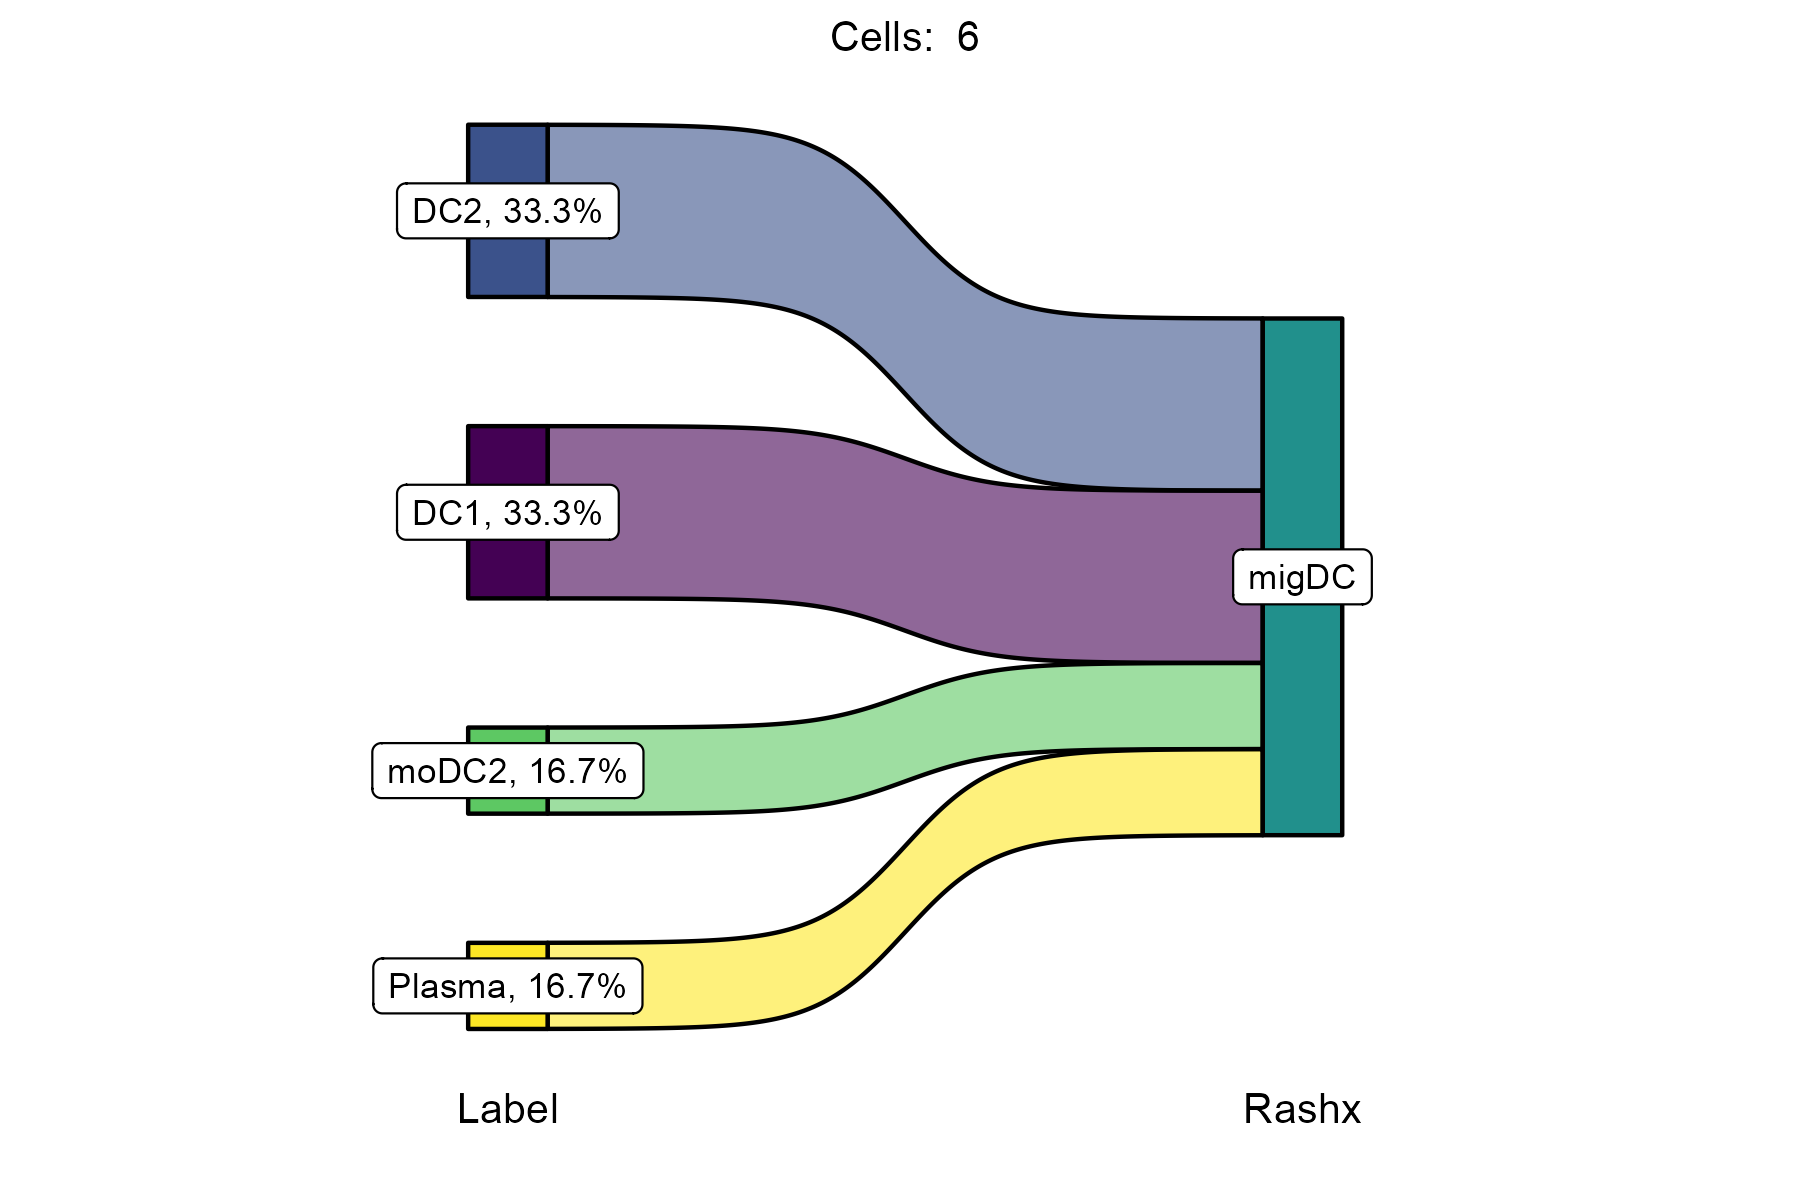 Cells:  6
DC2, 33.3%
DC1, 33.3%
migDC
moDC2, 16.7%
Plasma, 16.7%
Label
Rashx